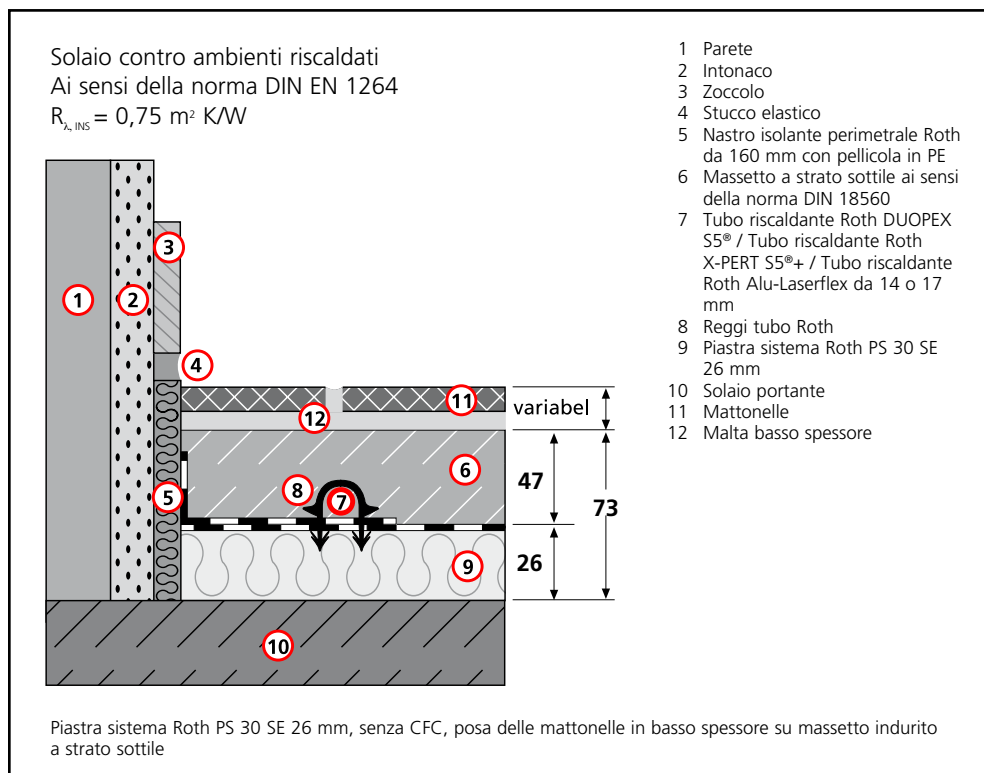 Solaio contro ambienti riscaldati
Ai sensi della norma DIN EN 1264
R λ, INS = 0,75 m² K/W
1 Parete
2 Intonaco
3 Zoccolo
4 Stucco elastico
5 Nastro isolante perimetrale Roth
da 160 mm con pellicola in PE
6 Massetto a strato sottile ai sensi
della norma DIN 18560
7 Tubo riscaldante Roth DUOPEX
S5® / Tubo riscaldante Roth
X-PERT S5®+ / Tubo riscaldante
Roth Alu-Laserflex da 14 o 17
mm
8 Reggi tubo Roth
9 Piastra sistema Roth PS 30 SE
26 mm
10 Solaio portante
11 Mattonelle
12 Malta basso spessore
3
1
2
4
11
variabel
12
6
47
8
5
7
73
9
26
10
Piastra sistema Roth PS 30 SE 26 mm, senza CFC, posa delle mattonelle in basso spessore su massetto indurito
a strato sottile